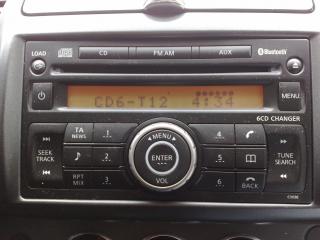 LOAD
CD
FM·AM
AUX
Bluetooth
CD6-T12 4:34
MENU
6CD CHANGER
SEEK
TRACK
TA
NEWS
1
MENU
4
TUNE
SEARCH
2
ENTER
5
RPT
MIX
3
VOL
6
BACK